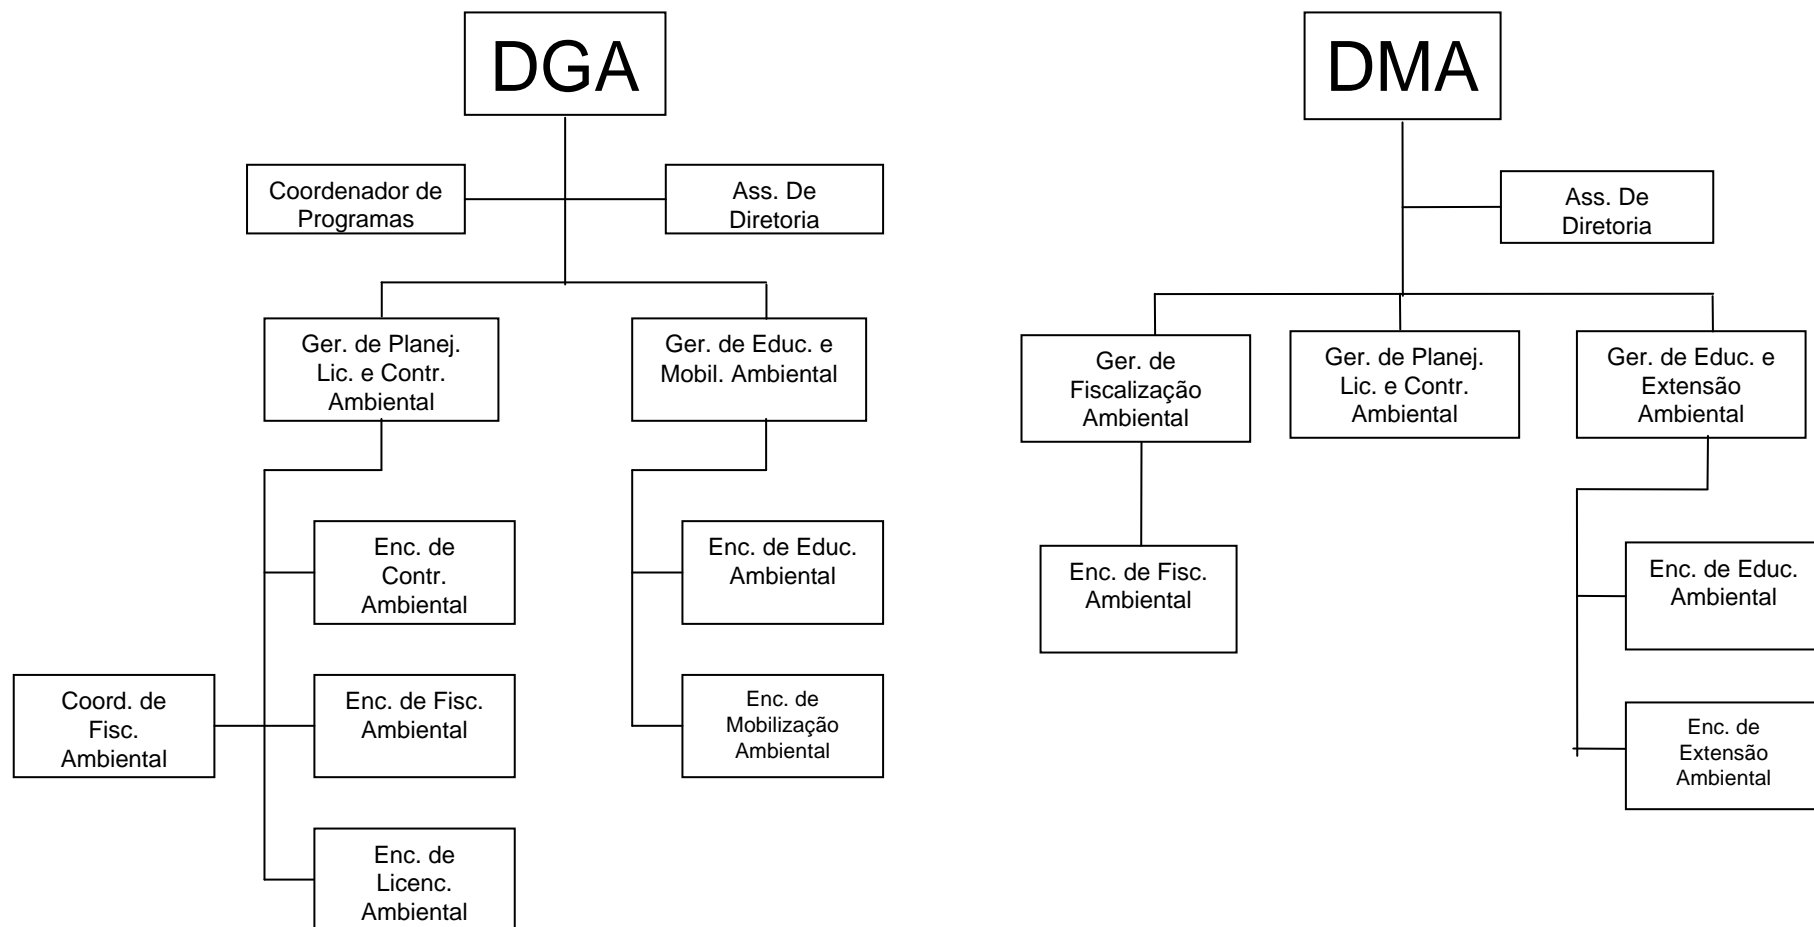 DGA
Coordenador de
Programas
Ass. De
Diretoria
Ger. de Planej.
Lic. e Contr.
Ambiental
Ger. de Educ. e
Mobil. Ambiental
Enc. de
Contr.
Ambiental
Enc. de Educ.
Ambiental
Coord. de
Fisc.
Ambiental
Enc. de Fisc.
Ambiental
Enc. de
Mobilização
Ambiental
Enc. de
Licenc.
Ambiental
DMA
Ass. De
Diretoria
Ger. de
Fiscalização
Ambiental
Ger. de Planej.
Lic. e Contr.
Ambiental
Ger. de Educ. e
Extensão
Ambiental
Enc. de Fisc.
Ambiental
Enc. de Educ.
Ambiental
Enc. de
Extensão
Ambiental